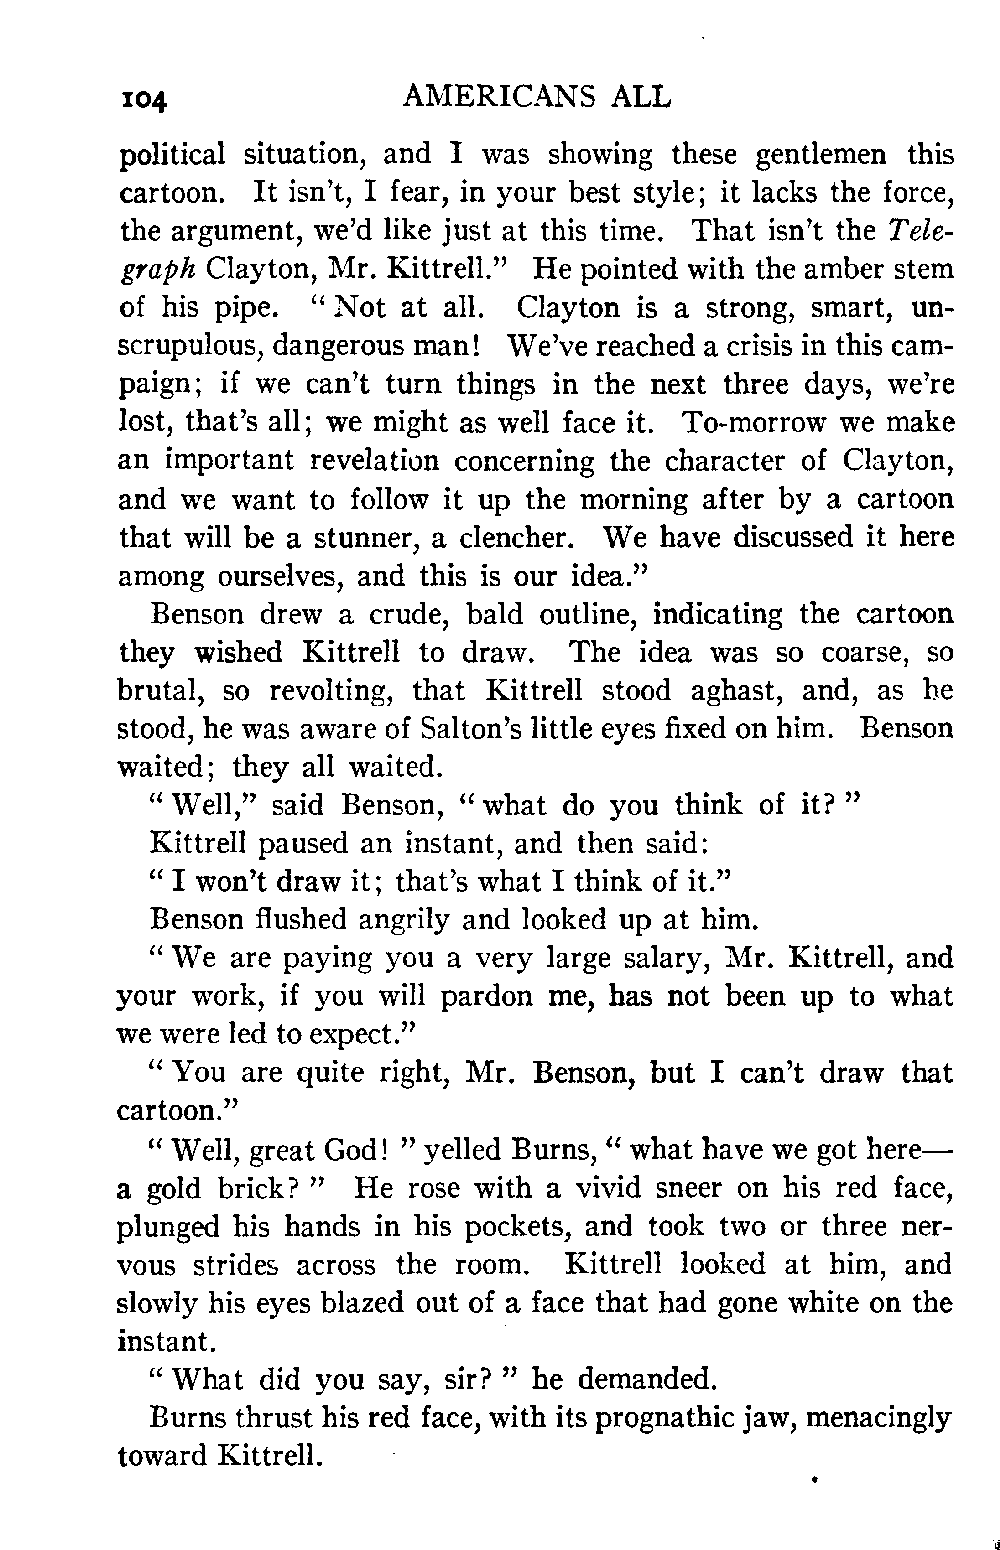 104 AMERICANS ALL
political situation, and I was showing these gentlemen this
cartoon. It isn't, I fear, in your best style; it lacks the force,
the argument, we'd like just at this time. That isn't the Tele-
graph Clayton, Mr. Kittrell." He pointed with the amber stem
of his pipe. "Not at all. Clayton is a strong, smart, un-
scrupulous, dangerous man! We've reached a crisis in this cam-
paign; if we can't turn things in the next three days, we're
lost, that's all; we might as well face it. To-morrow we make
an important revelation concerning the character of Clayton,
and we want to follow it up the morning after by a cartoon
that will be a stunner, a clencher. We have discussed it here
among ourselves, and this is our idea."
Benson drew a crude, bald outline, indicating the cartoon
they wished Kittrell to draw. The idea was so coarse, so
brutal, so revolting, that Kittrell stood aghast, and, as he
stood, he was aware of Salton's little eyes fixed on him. Benson
waited; they all waited.
"Well," said Benson, "what do you think of it?"
Kittrell paused an instant, and then said:
"I won't draw it; that's what I think of it."
Benson flushed angrily and looked up at him.
"We are paying you a very large salary, Mr. Kittrell, and
your work, if you will pardon me, has not been up to what
we were led to expect."
"You are quite right, Mr. Benson, but I can't draw that
cartoon."
"Well, great God!" yelled Burns, "what have we got here—
a gold brick?" He rose with a vivid sneer on his red face,
plunged his hands in his pockets, and took two or three ner-
vous strides across the room. Kittrell looked at him, and
slowly his eyes blazed out of a face that had gone white on the
instant.
"What did you say, sir?" he demanded.
Burns thrust his red face, with its prognathic jaw, menacingly
toward Kittrell.